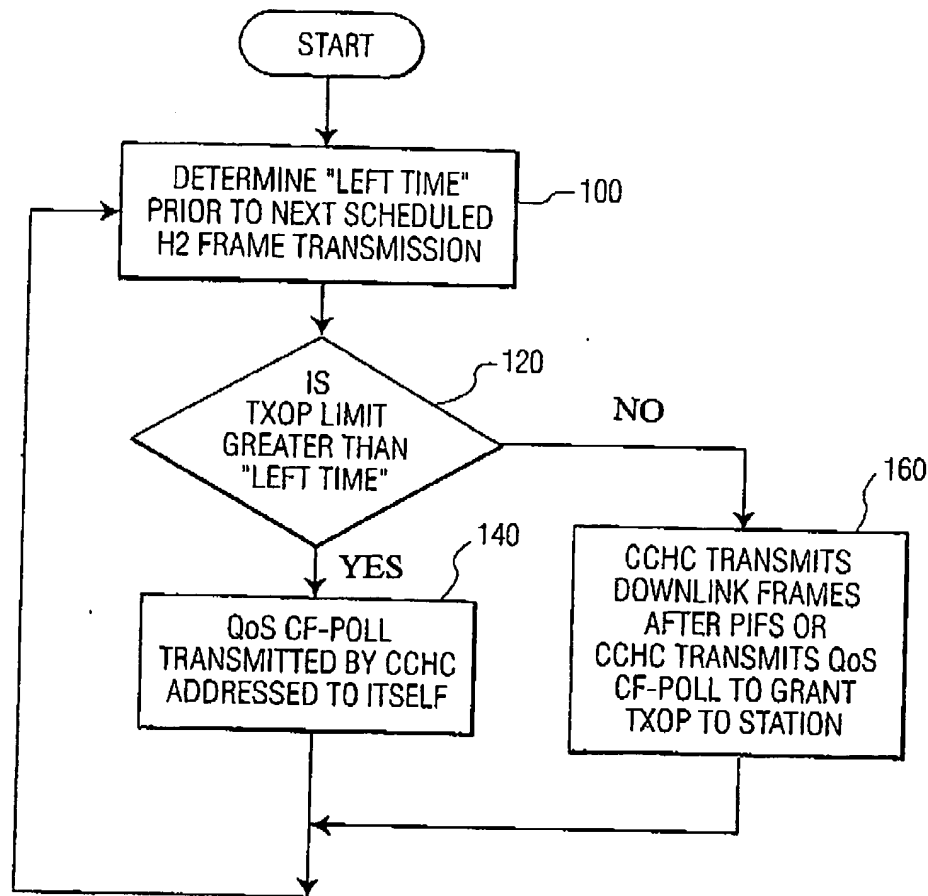 START
DETERMINE "LEFT TIME"
PRIOR TO NEXT SCHEDULED
H2 FRAME TRANSMISSION
100
IS
TXOP LIMIT
GREATER THAN
"LEFT TIME"
120
NO
YES
140
QoS CF-POLL
TRANSMITTED BY CCHC
ADDRESSED TO ITSELF
160
CCHC TRANSMITS
DOWNLINK FRAMES
AFTER PIFS OR
CCHC TRANSMITS QoS
CF-POLL TO GRANT
TXOP TO STATION